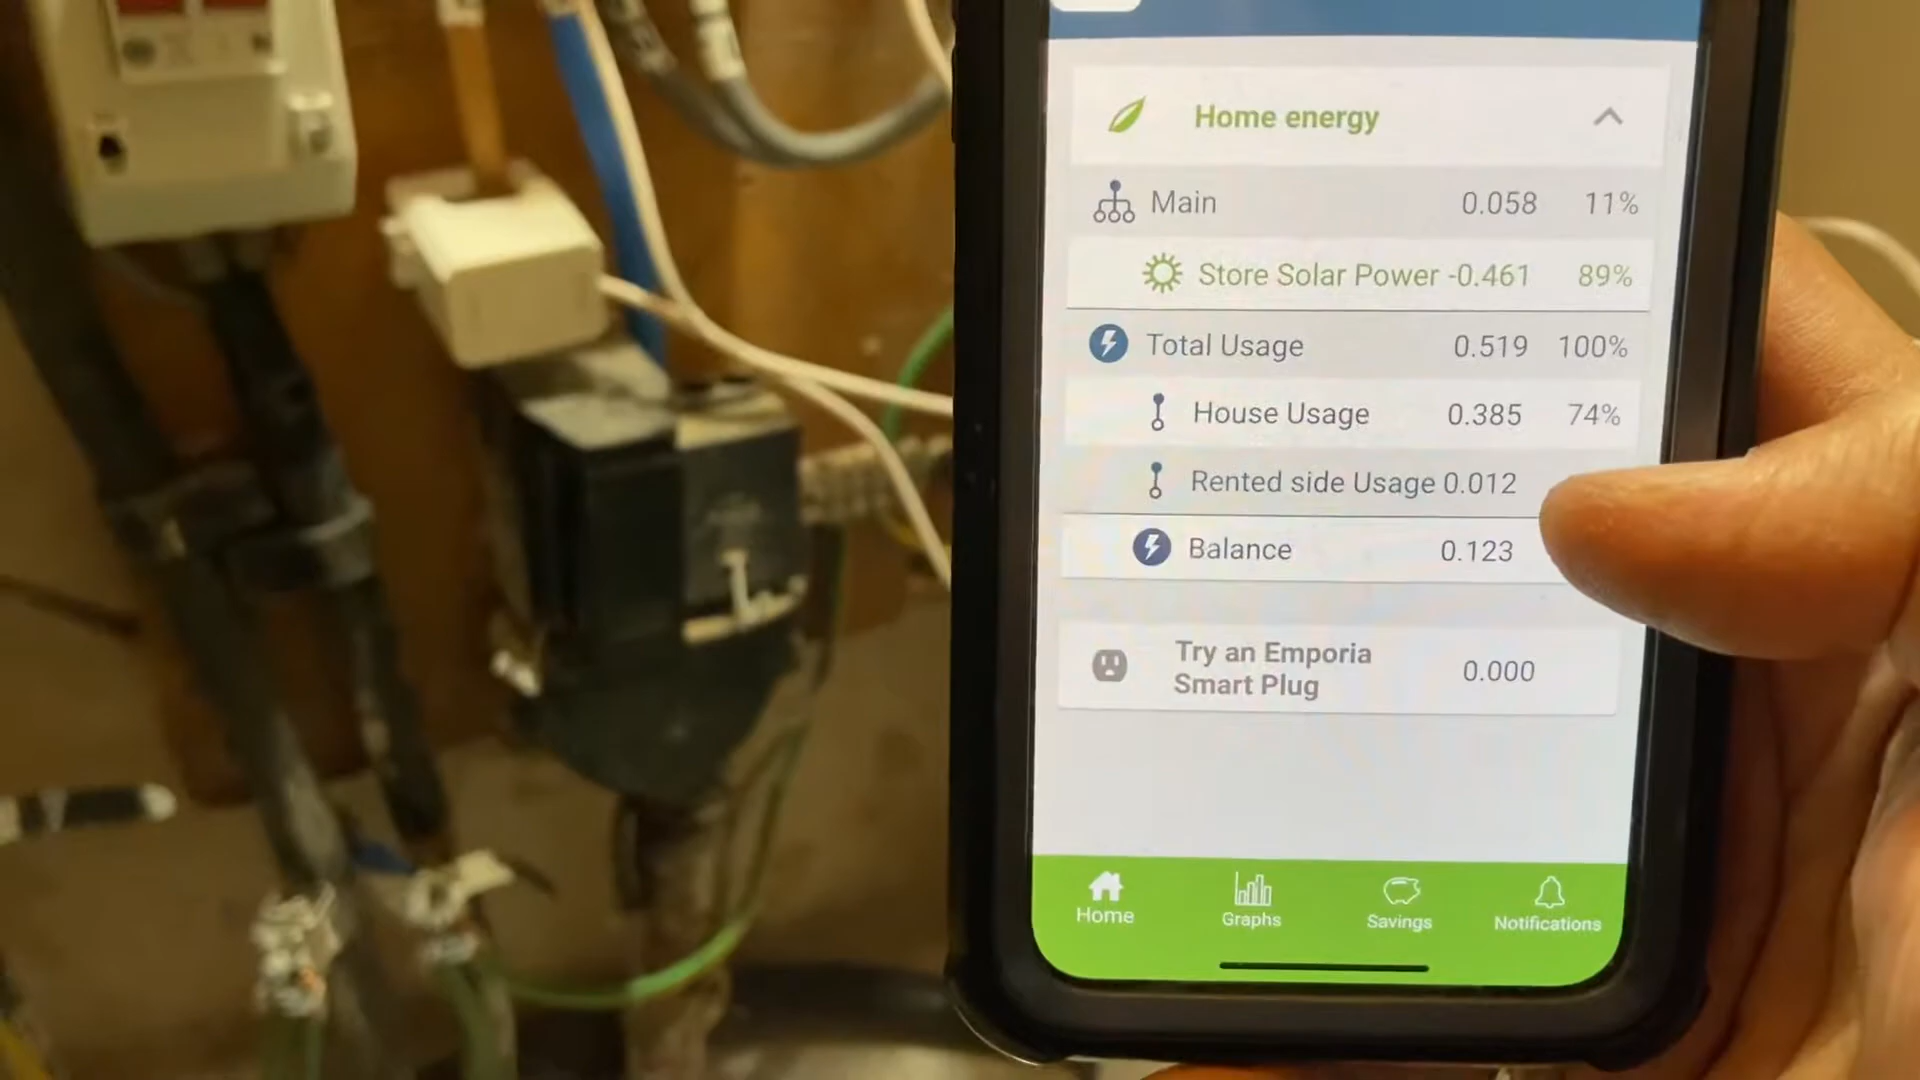 Home energy
Main 0.058 11%
Store Solar Power -0.461 89%
Total Usage 0.519 100%
House Usage 0.385 74%
Rented side Usage 0.012
Balance 0.123
Try an Emporia
Smart Plug 0.000
Home Graphs Savings Notifications